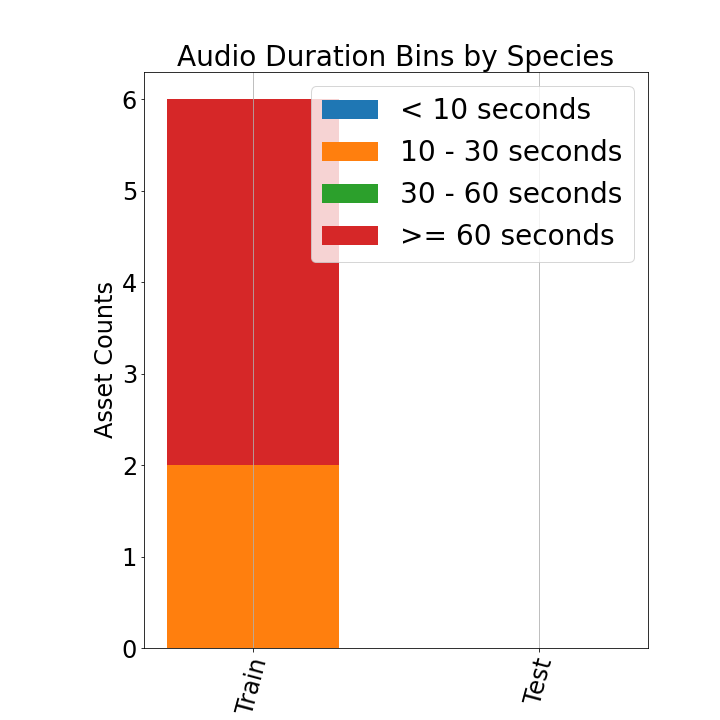 Audio Duration Bins by Species
< 10 seconds
10 - 30 seconds
30 - 60 seconds
>= 60 seconds
Asset Counts
6
5
4
3
2
1
0
Train
Test